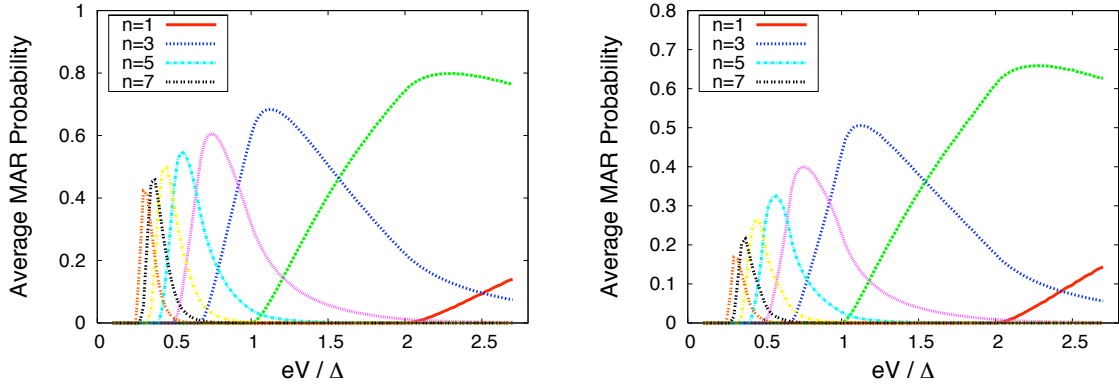 Average MAR Probability
1
0.8
0.6
0.4
0.2
0
n=1
n=3
n=5
n=7
0 0.5 1 1.5 2 2.5
eV / Δ
Average MAR Probability
0.8
0.7
0.6
0.5
0.4
0.3
0.2
0.1
0
n=1
n=3
n=5
n=7
0 0.5 1 1.5 2 2.5
eV / Δ